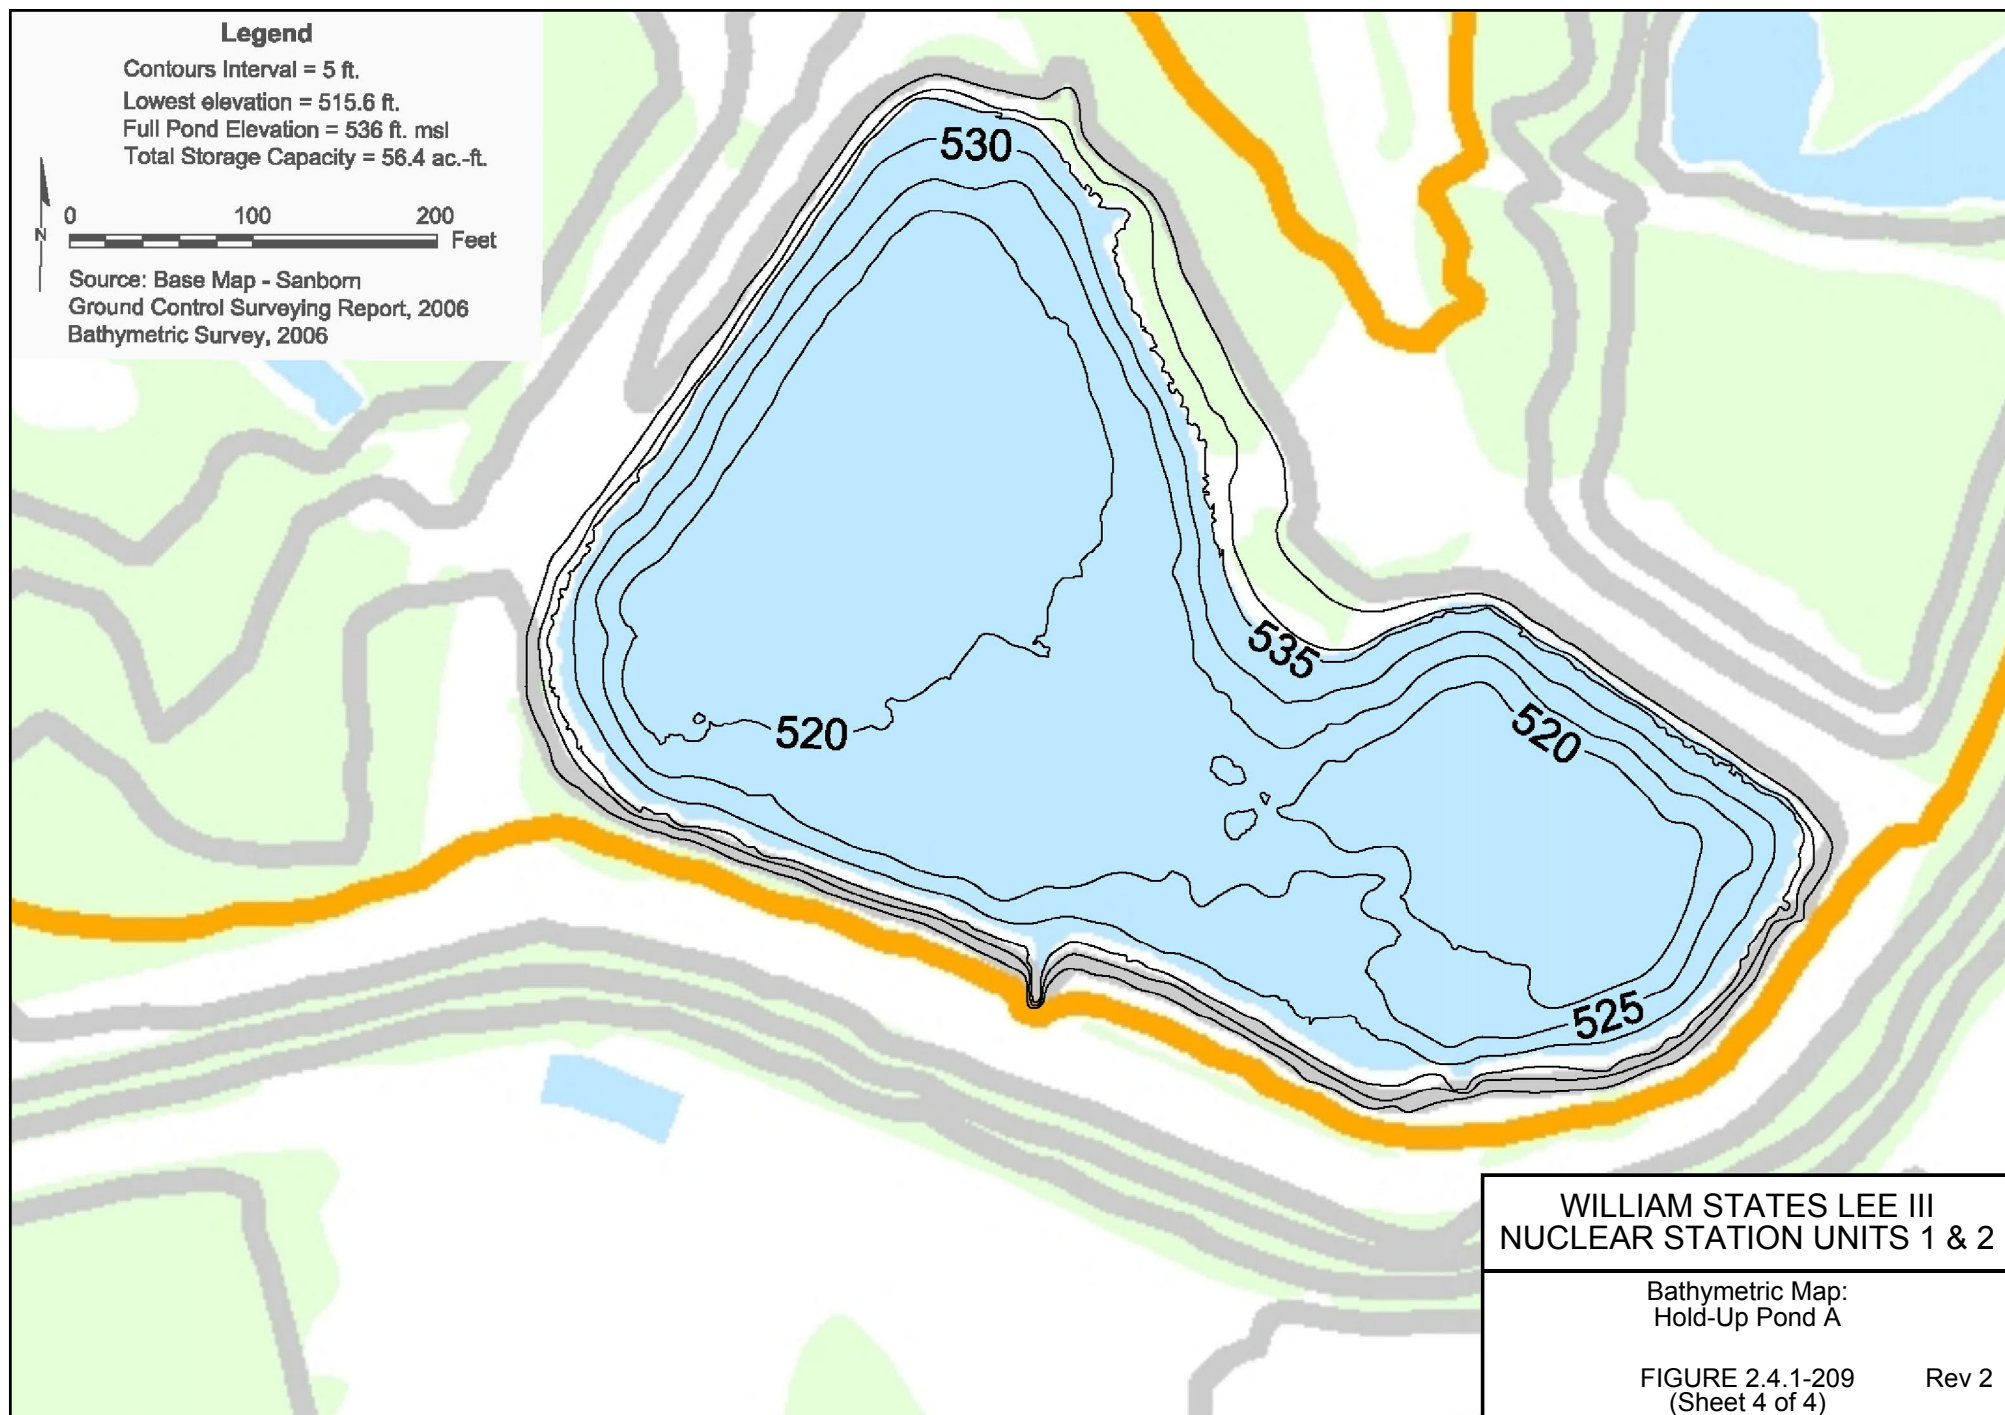 Legend
Contours Interval = 5 ft.
Lowest elevation = 515.6 ft.
Full Pond Elevation = 536 ft. msl
Total Storage Capacity = 56.4 ac.-ft.
0 100 200
Feet
N
Source: Base Map - Sanborn
Ground Control Surveying Report, 2006
Bathymetric Survey, 2006
530
535
520
520
525
WILLIAM STATES LEE III
NUCLEAR STATION UNITS 1 & 2
Bathymetric Map:
Hold-Up Pond A
FIGURE 2.4.1-209 Rev 2
(Sheet 4 of 4)